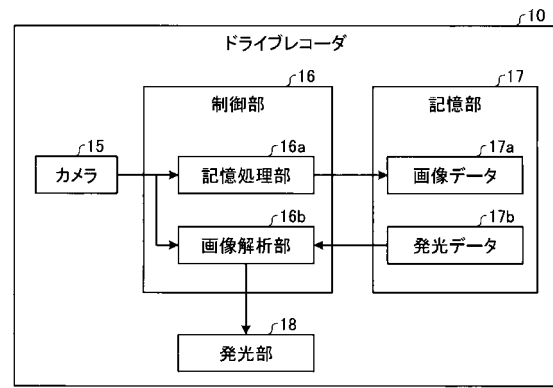 10
ドライブレコーダ
16
制御部
17
記憶部
15
カメラ
16a
記憶処理部
17a
画像データ
16b
画像解析部
17b
発光データ
18
発光部